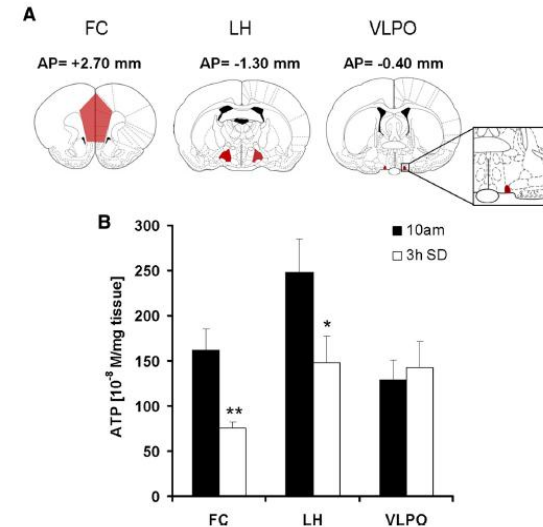 A
FC LH VLPO
AP= +2.70 mm AP= -1.30 mm AP= -0.40 mm
B
300
250
200
150
100
50
0
ATP [10⁻⁸ M/mg tissue]
10am
3h SD
** * 
FC LH VLPO